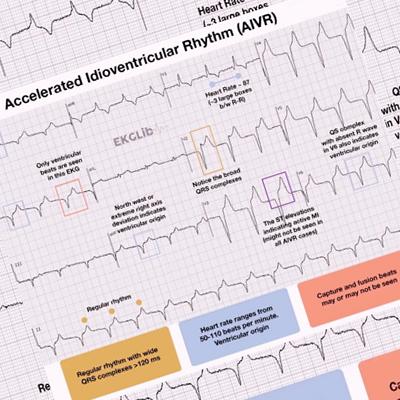 Heart Rate
(~3 large boxes
Accelerated Idioventricular Rhythm (AIVR)
Heart Rate ~ 87
(~3 large boxes
b/w R-R)
EKGLib
Only ventricular
beats are seen
in this EKG
QS complex
with absent R wave
in V6 also indicates
ventricular origin
QS
in V
ven
Notice the broad
QRS complexes
North west or
extreme right axis
deviation indicates
ventricular origin
The ST elevations
indicating active MI
(might not be seen in
all AIVR cases)
III
II
Regular rhythm
Regular rhythm with wide
QRS complexes >120 ms
Heart rate ranges from
50-110 beats per minute.
Ventricular origin
Capture and fusion beats
may or may not be seen
Re
Ca